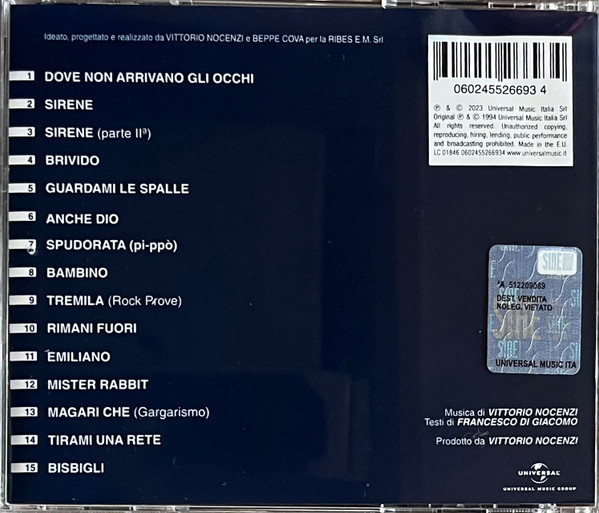 Ideato, progettato e realizzato da VITTORIO NOCENZI e BEPPE COVA per la RIBES E.M. Srl
1 DOVE NON ARRIVANO GLI OCCHI
2 SIRENE
3 SIRENE (parte IIª)
4 BRIVIDO
5 GUARDAMI LE SPALLE
6 ANCHE DIO
7 SPUDORATA (pi-ppò)
8 BAMBINO
9 TREMILA (Rock Prove)
10 RIMANI FUORI
11 EMILIANO
12 MISTER RABBIT
13 MAGARI CHE (Gargarismo)
14 TIRAMI UNA RETE
15 BISBIGLI
060245526693 4
℗ & © 2023 Universal Music Italia Srl
Original ℗ & © 1994 Universal Music Italia Srl
All rights reserved. Unauthorized copying,
reproducing, hiring, lending, public performance
and broadcasting prohibited. Made in the E.U.
LC 01846 0602455266934 www.universalmusic.it
SIAE
DEST. VENDITA
NOLEG. VIETATO
UNIVERSAL MUSIC ITA
Musica di VITTORIO NOCENZI
Testi di FRANCESCO DI GIACOMO
Prodotto da VITTORIO NOCENZI
UNIVERSAL
UNIVERSAL MUSIC GROUP